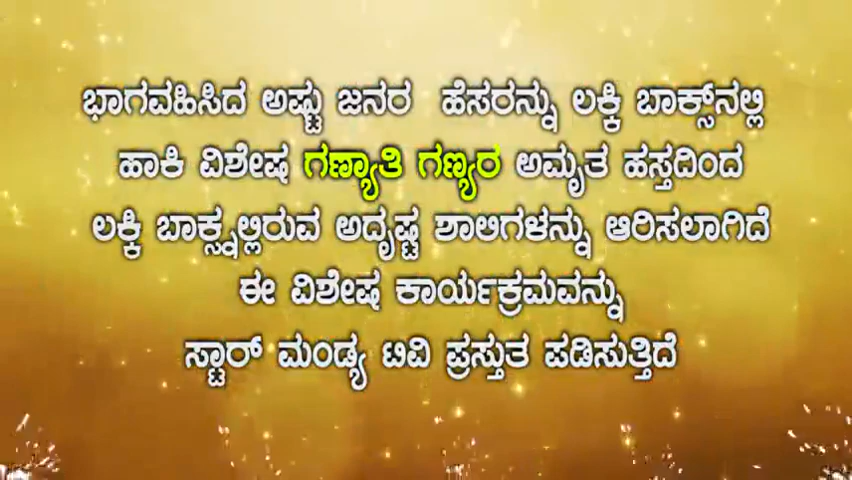 ಭಾಗವಹಿಸಿದ ಅಷ್ಟು ಜನರ ಹೆಸರನ್ನು ಲಕ್ಕಿ ಬಾಕ್ಸ್‌ನಲ್ಲಿ
ಹಾಕಿ ವಿಶೇಷ ಗಣ್ಯಾತಿ ಗಣ್ಯರ ಅಮೃತ ಹಸ್ತದಿಂದ
ಲಕ್ಕಿ ಬಾಕ್ಸ್ನಲ್ಲಿರುವ ಅದೃಷ್ಟ ಶಾಲಿಗಳನ್ನು ಆರಿಸಲಾಗಿದೆ
ಈ ವಿಶೇಷ ಕಾರ್ಯಕ್ರಮವನ್ನು
ಸ್ಟಾರ್ ಮಂಡ್ಯ ಟಿವಿ ಪ್ರಸ್ತುತ ಪಡಿಸುತ್ತಿದೆ